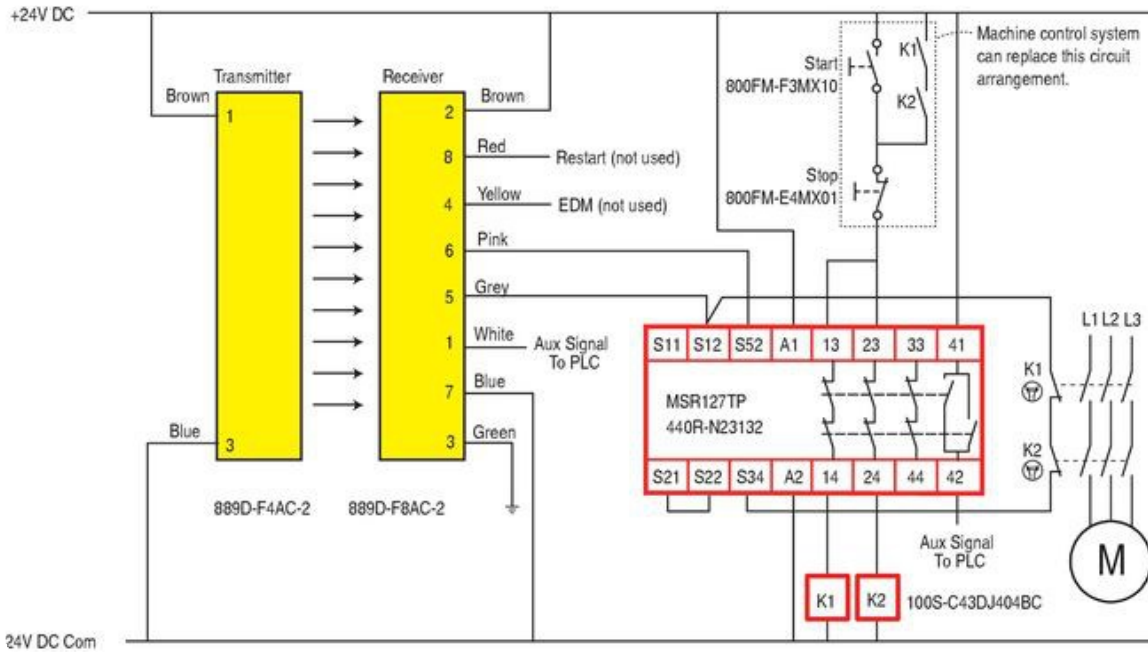 +24V DC
Transmitter
Receiver
Brown
1
2
Brown
8
Red
Restart (not used)
4
Yellow
EDM (not used)
6
Pink
5
Grey
1
White
Aux Signal
To PLC
7
Blue
Blue
3
3
Green
889D-F4AC-2
889D-F8AC-2
Start
800FM-F3MX10
K1
K2
Stop
800FM-E4MX01
Machine control system
can replace this circuit
arrangement.
S11 S12 S52 A1 13 23 33 41
MSR127TP
440R-N23132
S21 S22 S34 A2 14 24 44 42
Aux Signal
To PLC
K1
K2
100S-C43DJ404BC
L1 L2 L3
K1
K2
M
24V DC Com